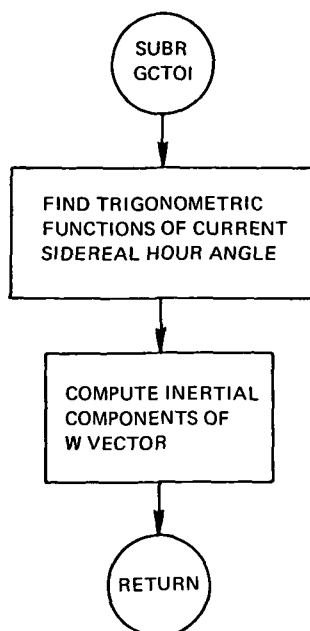 SUBR
GCTOI
FIND TRIGONOMETRIC
FUNCTIONS OF CURRENT
SIDEREAL HOUR ANGLE
COMPUTE INERTIAL
COMPONENTS OF
W VECTOR
RETURN